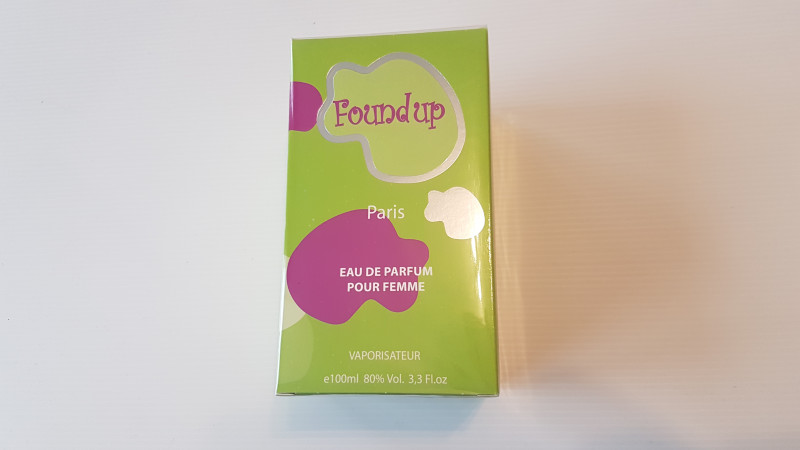 Found up
Paris
EAU DE PARFUM
POUR FEMME
VAPORISATEUR
e100ml 80% Vol. 3,3 Fl.oz